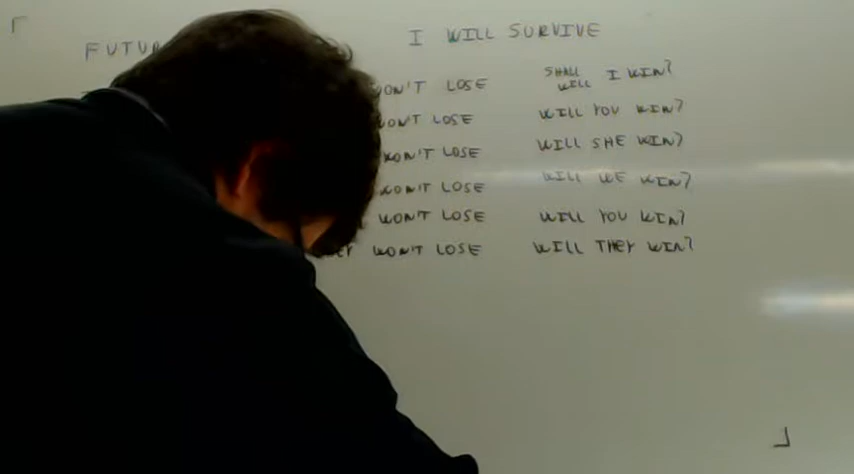 I WILL SURVIVE
WON'T LOSE SHALL WILL I WIN?
WON'T LOSE WILL YOU WIN?
WON'T LOSE WILL SHE WIN?
WON'T LOSE WILL WE WIN?
WON'T LOSE WILL YOU WIN?
WON'T LOSE WILL THEY WIN?